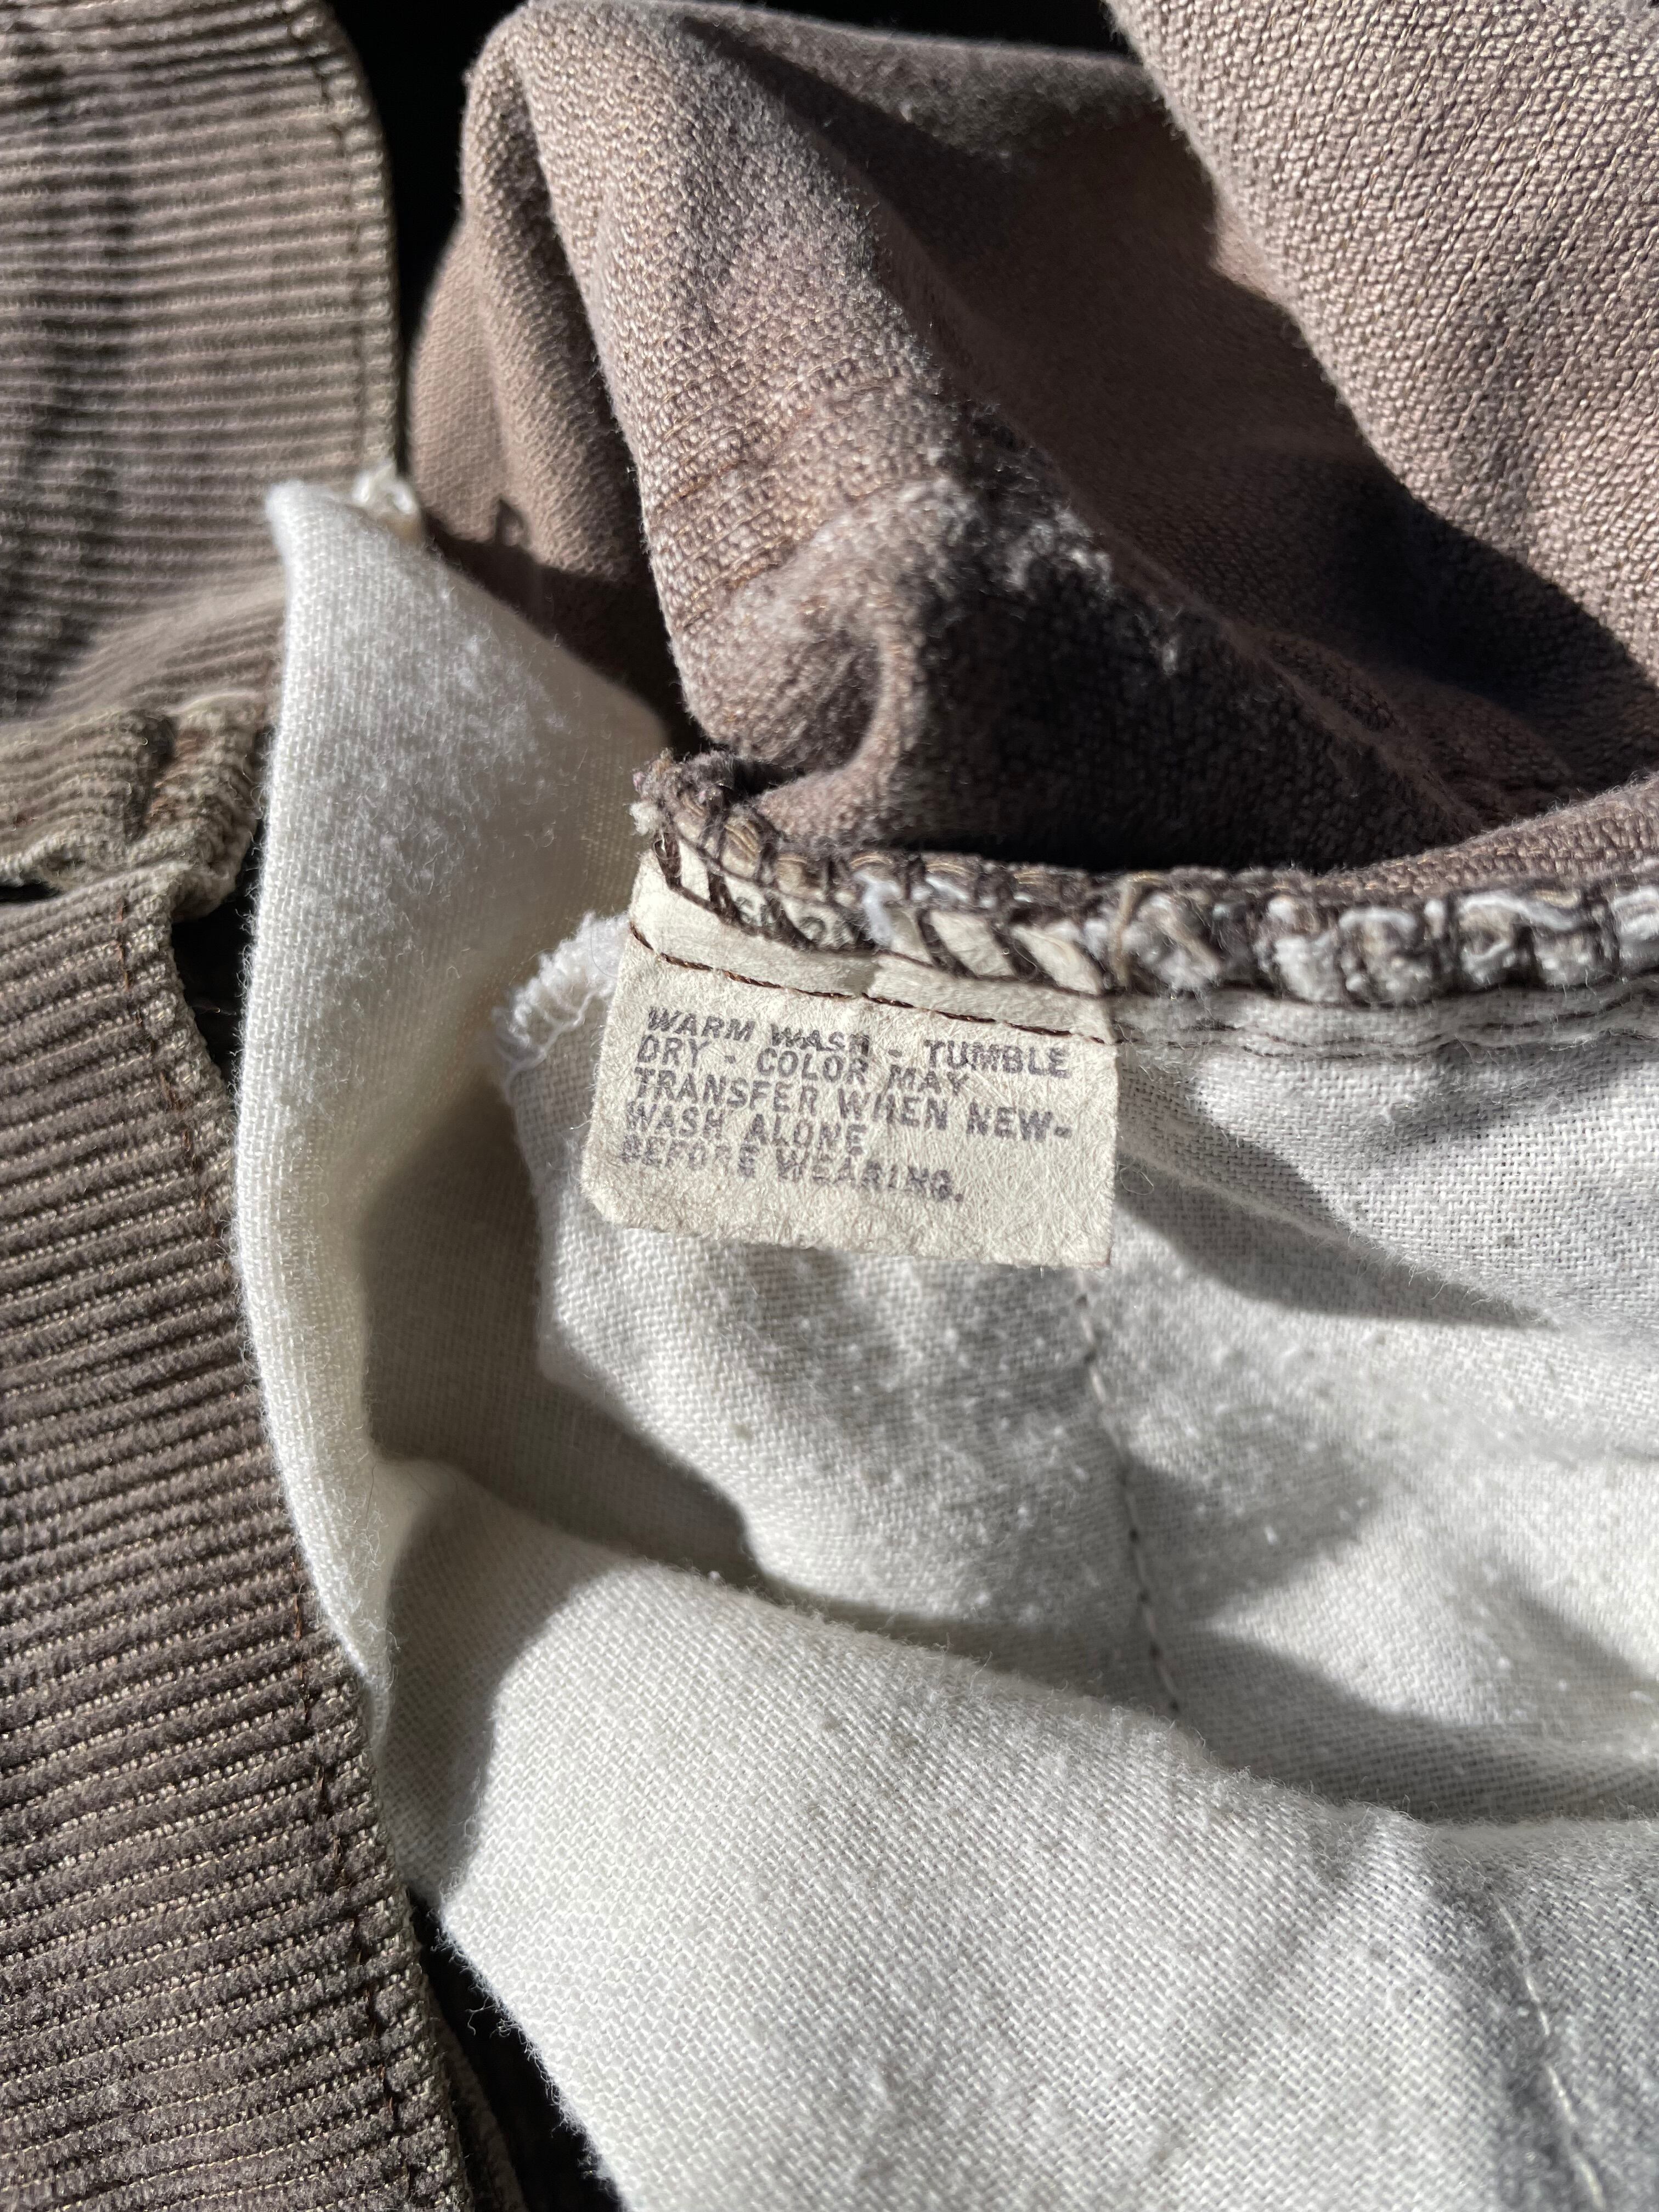 WARM WASH - TUMBLE
DRY - COLOR MAY
TRANSFER WHEN NEW-
WASH ALONE
BEFORE WEARING.